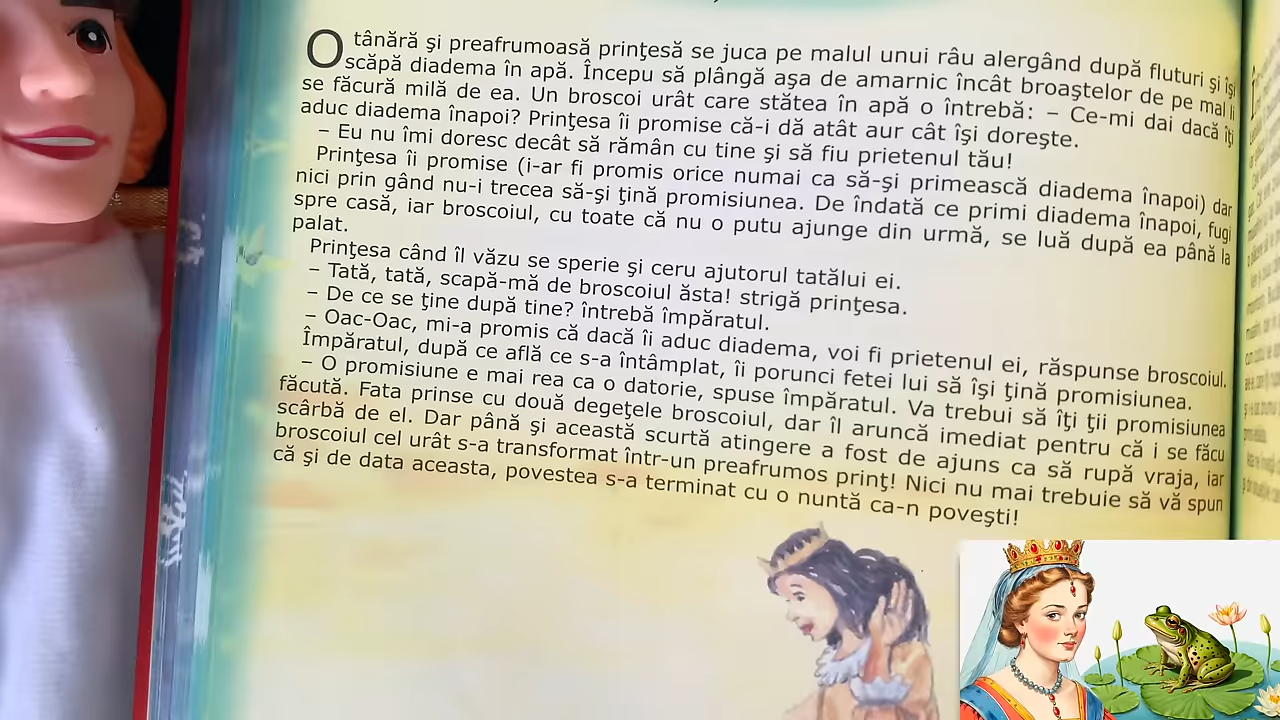 O tânără şi preafrumoasă prinţesă se juca pe malul unui râu alergând după fluturi şi îşi
scăpă diadema în apă. Începu să plângă aşa de amarnic încât broaştelor de pe mal li
se făcură milă de ea. Un broscoi urât care stătea în apă o întrebă: – Ce-mi dai dacă îţi
aduc diadema înapoi? Prinţesa îi promise că-i dă atât aur cât îşi doreşte.
– Eu nu îmi doresc decât să rămân cu tine şi să fiu prietenul tău!
Prinţesa îi promise (i-ar fi promis orice numai ca să-şi primească diadema înapoi) dar
nici prin gând nu-i trecea să-şi ţină promisiunea. De îndată ce primi diadema înapoi, fugi
spre casă, iar broscoiul, cu toate că nu o putu ajunge din urmă, se luă după ea până la
palat.
Prinţesa când îl văzu se sperie şi ceru ajutorul tatălui ei.
– Tată, tată, scapă-mă de broscoiul ăsta! strigă prinţesa.
– De ce se ţine după tine? întrebă împăratul.
– Oac-Oac, mi-a promis că dacă îi aduc diadema, voi fi prietenul ei, răspunse broscoiul.
Împăratul, după ce află ce s-a întâmplat, îi porunci fetei lui să îşi ţină promisiunea.
– O promisiune e mai rea ca o datorie, spuse împăratul. Va trebui să îţi ţii promisiunea
făcută. Fata prinse cu două degeţele broscoiul, dar îl aruncă imediat pentru că i se făcu
scârbă de el. Dar până şi această scurtă atingere a fost de ajuns ca să rupă vraja, iar
broscoiul cel urât s-a transformat într-un preafrumos prinţ! Nici nu mai trebuie să vă spun
că şi de data aceasta, povestea s-a terminat cu o nuntă ca-n poveşti!